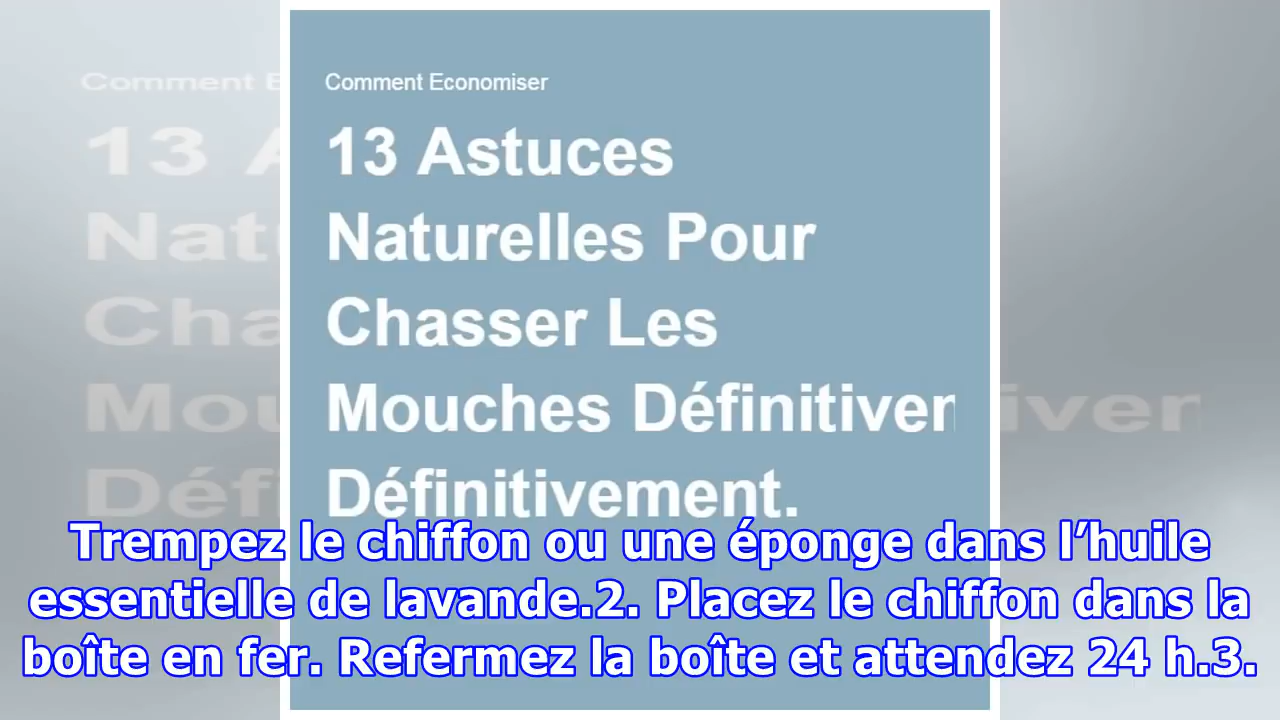 Comment Economiser
13 Astuces
Naturelles Pour
Chasser Les
Mouches Définitiver
Définitivement.
Trempez le chiffon ou une éponge dans l’huile
essentielle de lavande.2. Placez le chiffon dans la
boîte en fer. Refermez la boîte et attendez 24 h.3.